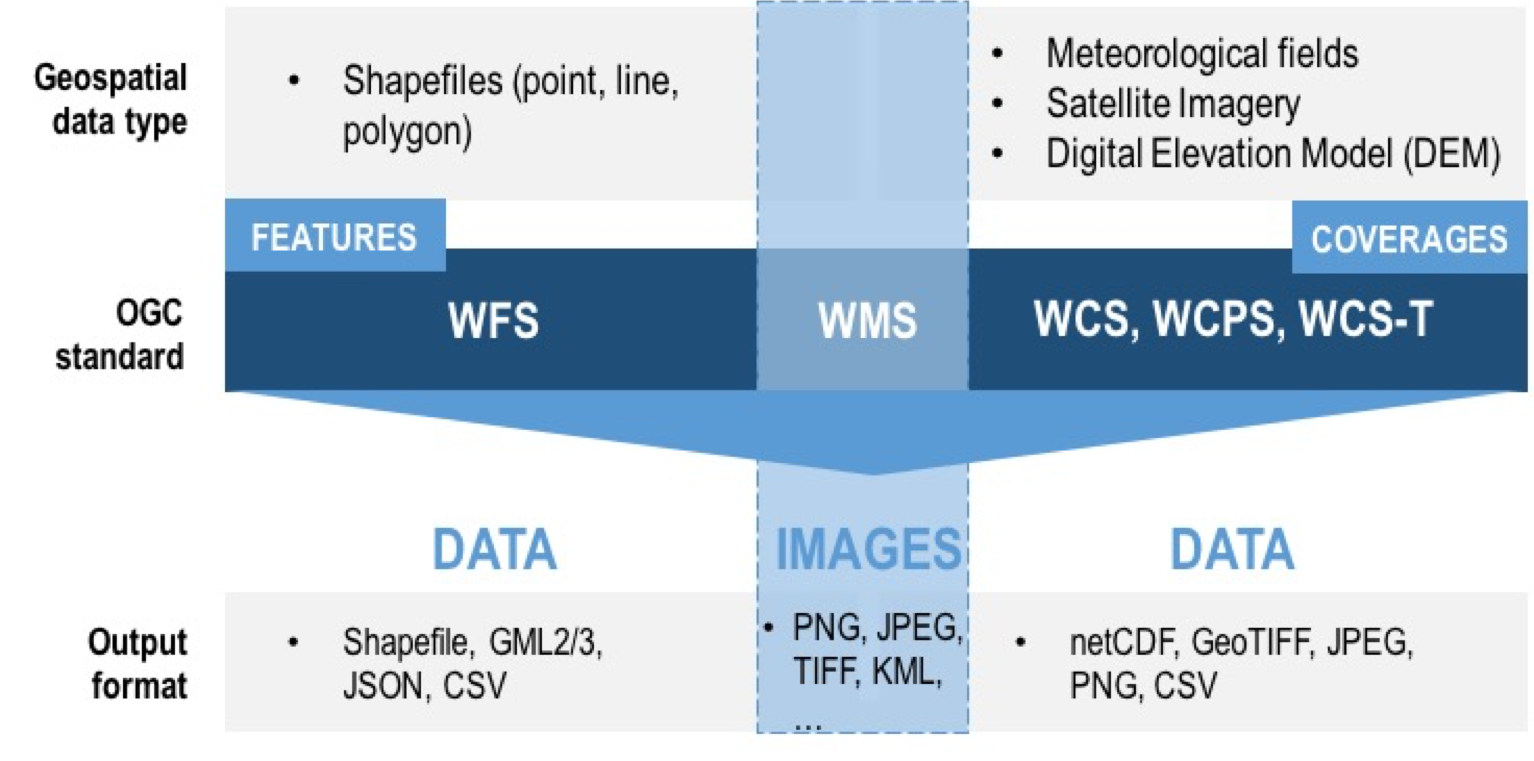 Geospatial
data type
• Shapefiles (point, line,
polygon)
• Meteorological fields
• Satellite Imagery
• Digital Elevation Model (DEM)
FEATURES
COVERAGES
OGC
standard
WFS
WMS
WCS, WCPS, WCS-T
DATA
IMAGES
DATA
Output
format
• Shapefile, GML2/3,
JSON, CSV
• PNG, JPEG,
TIFF, KML,
...
• netCDF, GeoTIFF, JPEG,
PNG, CSV